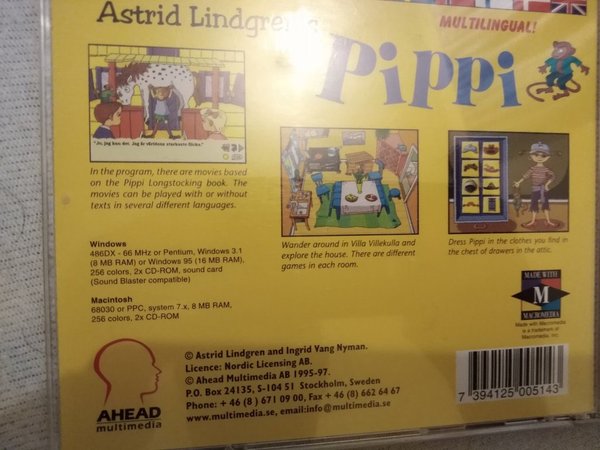 Astrid Lindgren's
MULTILINGUAL!
Pippi
"Jo, jag kan det. Jag är världens starkaste flicka."
In the program, there are movies based
on the Pippi Longstocking book. The
movies can be played with or without
texts in several different languages.
Wander around in Villa Villekulla and
explore the house. There are different
games in each room.
Dress Pippi in the clothes you find in
the chest of drawers in the attic.
Windows
486DX - 66 MHz or Pentium, Windows 3.1
(8 MB RAM) or Windows 95 (16 MB RAM),
256 colors, 2x CD-ROM, sound card
(Sound Blaster compatible)
Macintosh
68030 or PPC, system 7.x, 8 MB RAM,
256 colors, 2x CD-ROM
MADE WITH
M
MACROMEDIA
Made with Macromedia
is a trademark of
Macromedia, Inc.
AHEAD
multimedia
© Astrid Lindgren and Ingrid Vang Nyman.
Licence: Nordic Licensing AB.
© Ahead Multimedia AB 1995-97.
P.O. Box 24135, S-104 51 Stockholm, Sweden
Phone: + 46 (8) 671 09 00, Fax + 46 (8) 662 64 67
www.multimedia.se, email:info@multimedia.se
7 394125 005143